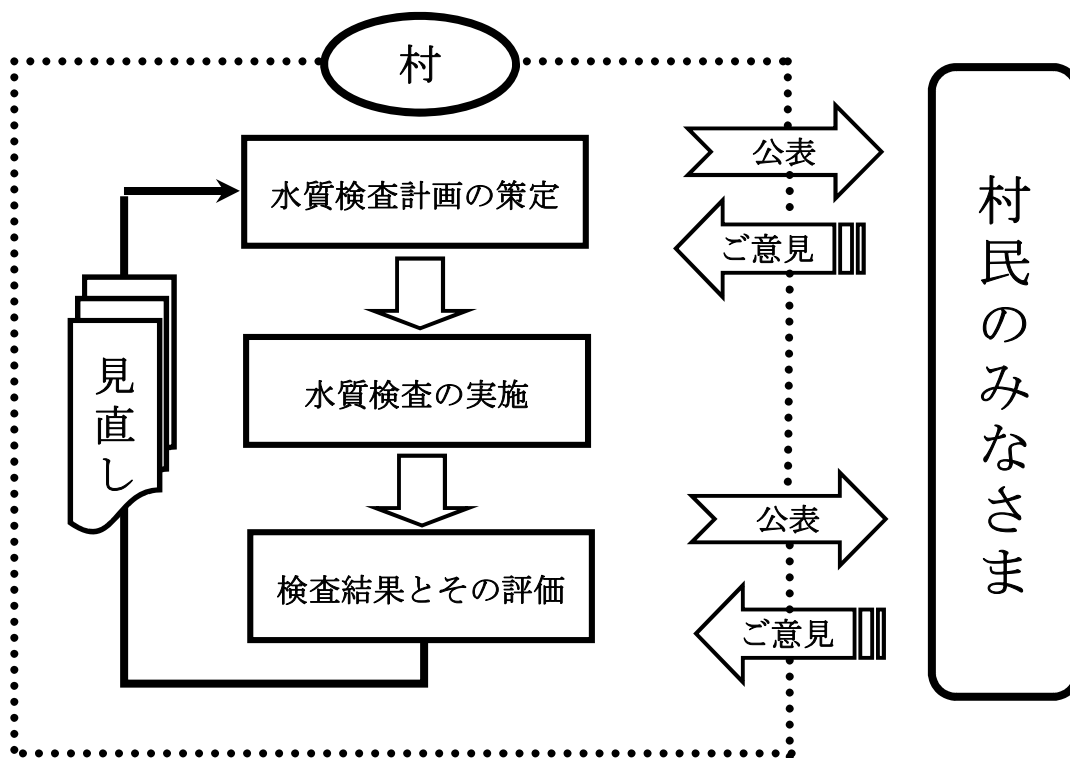 村
水質検査計画の策定
公表
ご意見
見直し
水質検査の実施
公表
検査結果とその評価
ご意見
村民のみなさま